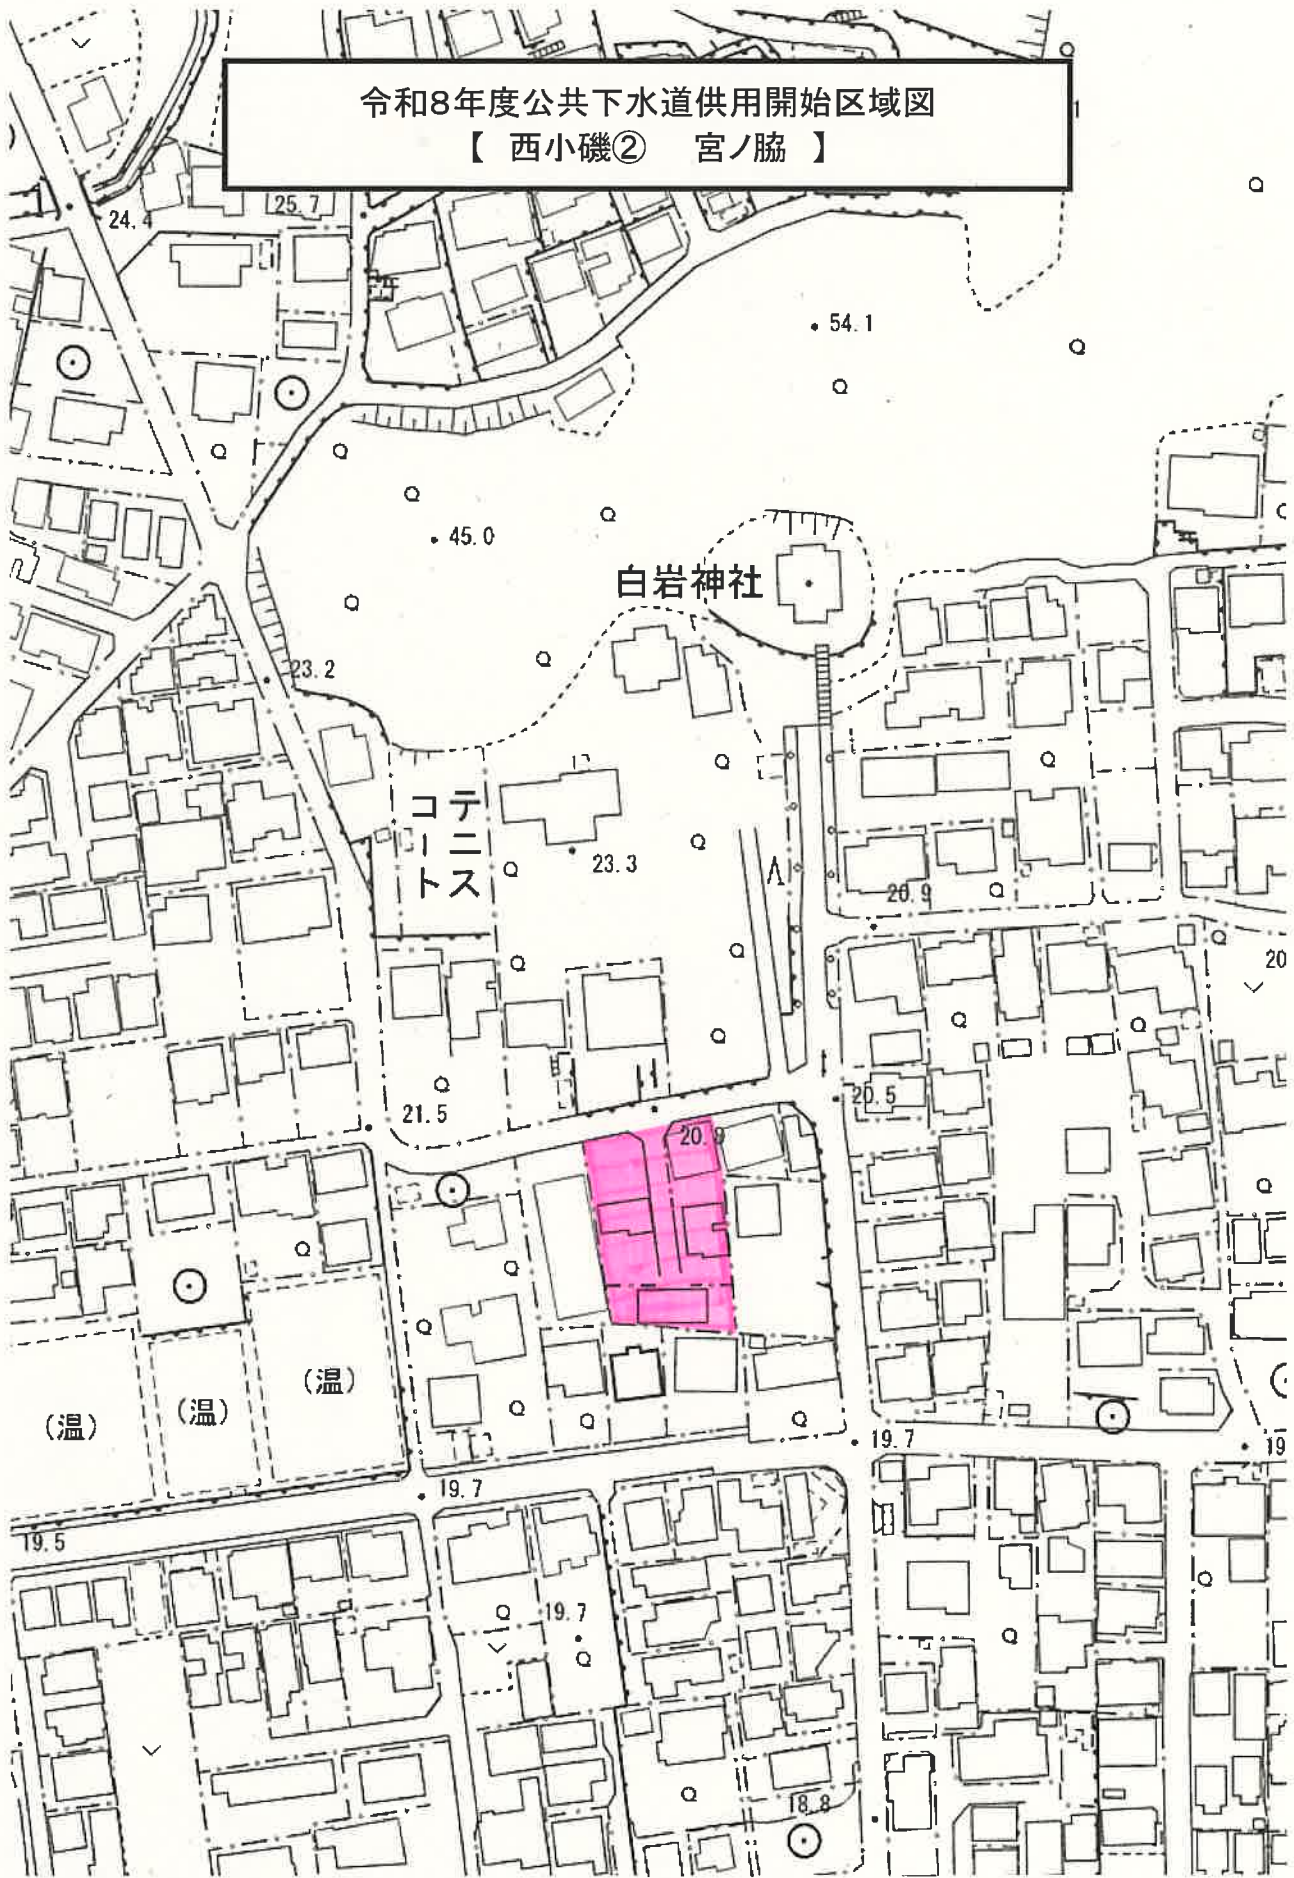 令和8年度公共下水道供用開始区域図
【 西小磯② 宮ノ脇 】
24.4
25.7
54.1
45.0
白岩神社
23.2
テニス
コート
23.3
20.9
20
21.5
20.5
20.9
(温)
(温)
(温)
19.7
19
19.7
19.5
19.7
18.8